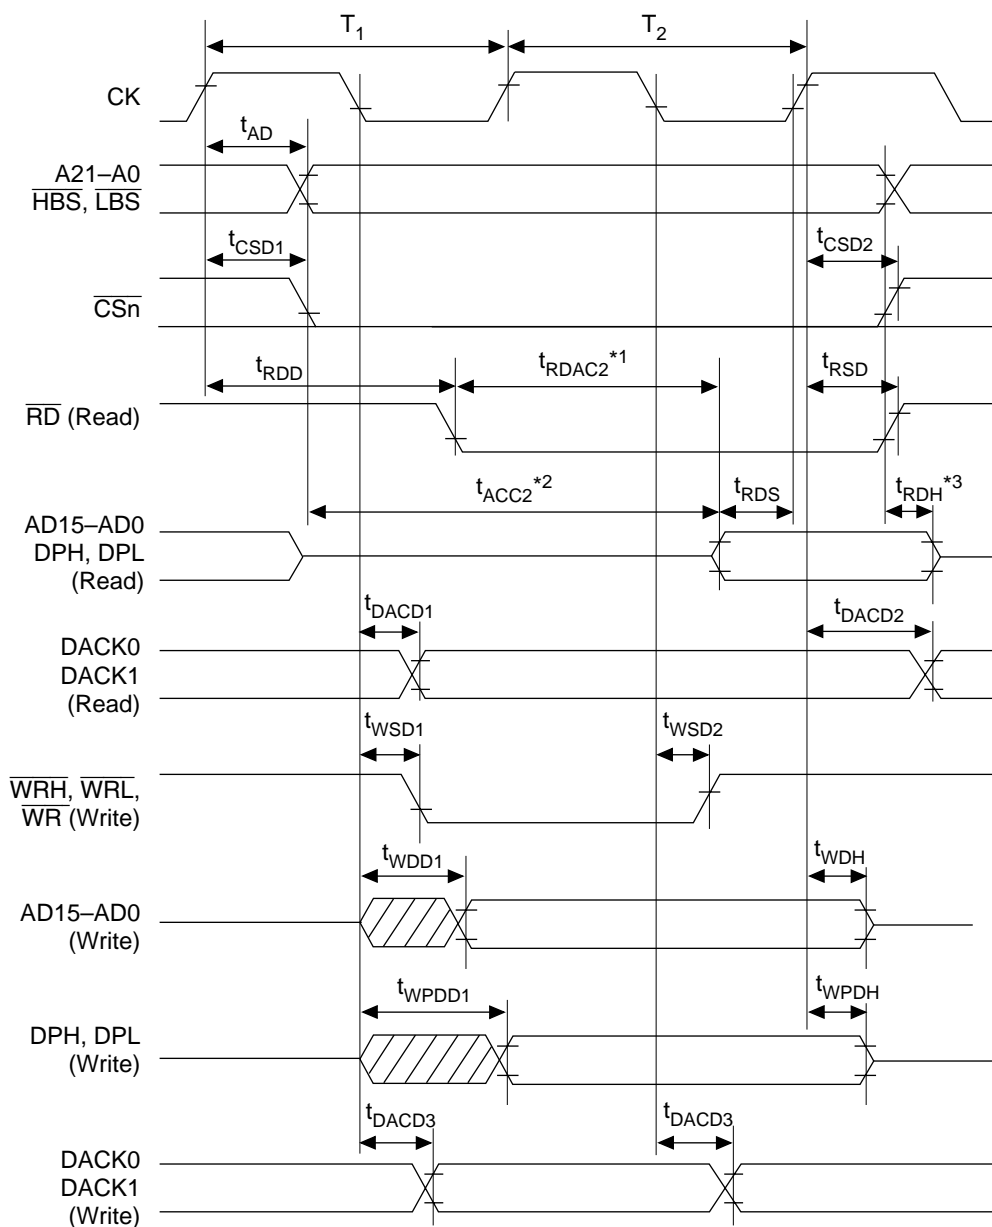 T1 T2
CK
tAD
A21–A0
HBS, LBS
tCSD1 tCSD2
CSn
tRDD tRDAC2*1 tRSD
RD (Read)
tACC2*2 tRDS tRDH*3
AD15–AD0
DPH, DPL
(Read)
tDACD1 tDACD2
DACK0
DACK1
(Read)
tWSD1 tWSD2
WRH, WRL,
WR (Write)
tWDD1 tWDH
AD15–AD0
(Write)
tWPDD1 tWPDH
DPH, DPL
(Write)
tDACD3 tDACD3
DACK0
DACK1
(Write)